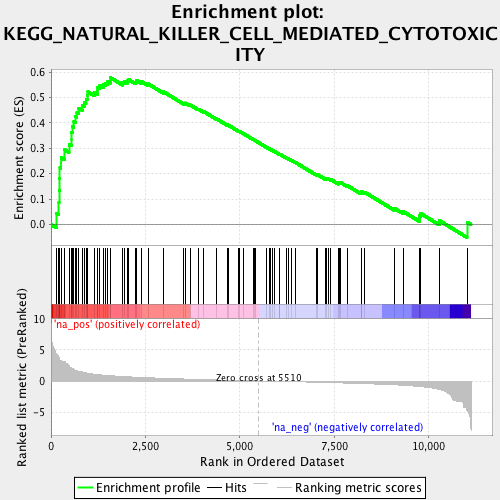 Enrichment plot:
KEGG_NATURAL_KILLER_CELL_MEDIATED_CYTOTOXIC
ITY
Enrichment score (ES)
0.6
0.5
0.4
0.3
0.2
0.1
0.0
Ranked list metric (PreRanked)
10
5
0
-5
'na_pos' (positively correlated)
Zero cross at 5510
'na_neg' (negatively correlated)
0
2,500
5,000
7,500
10,000
Rank in Ordered Dataset
Enrichment profile
Hits
Ranking metric scores